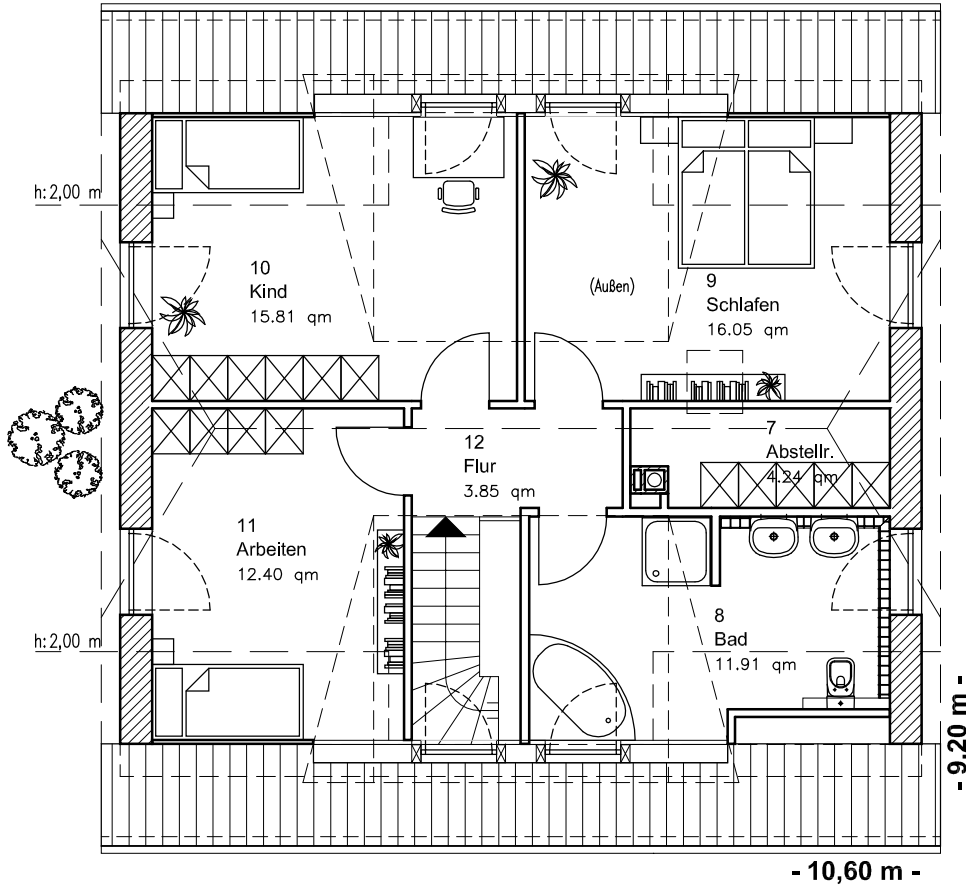 h:2,00 m
10
Kind
15.81 qm
(Außen)
9
Schlafen
16.05 qm
12
Flur
3.85 qm
7
Abstellr.
4.24 qm
11
Arbeiten
12.40 qm
8
Bad
11.91 qm
h:2,00 m
- 9,20 m -
- 10,60 m -